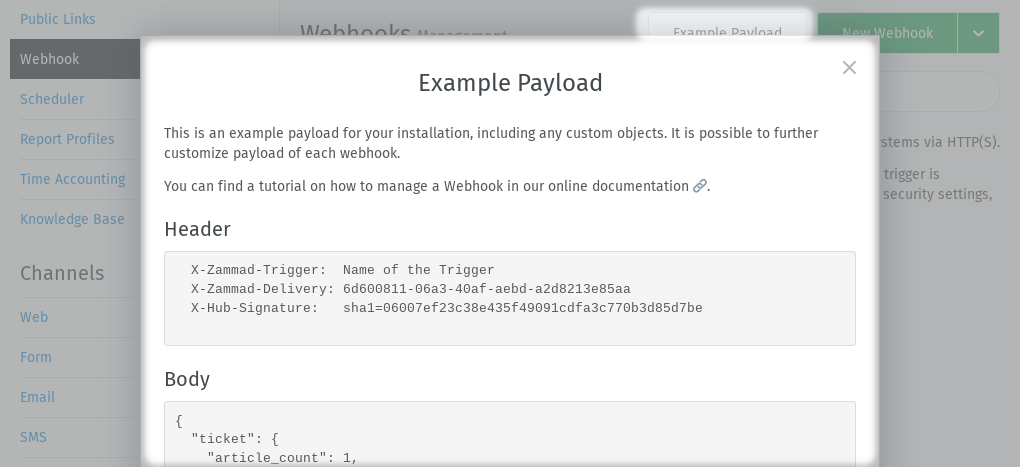 Public Links
Webhook
Scheduler
Report Profiles
Time Accounting
Knowledge Base
Channels
Web
Form
Email
SMS
Webhooks Management
Example Payload
New Webhook
stems via HTTP(S).
trigger is
security settings,
Example Payload
This is an example payload for your installation, including any custom objects. It is possible to further
customize payload of each webhook.
You can find a tutorial on how to manage a Webhook in our online documentation 🔗.
Header
X-Zammad-Trigger: Name of the Trigger
X-Zammad-Delivery: 6d600811-06a3-40af-aebd-a2d8213e85aa
X-Hub-Signature: sha1=06007ef23c38e435f49091cdfa3c770b3d85d7be
Body
{
"ticket": {
"article_count": 1,